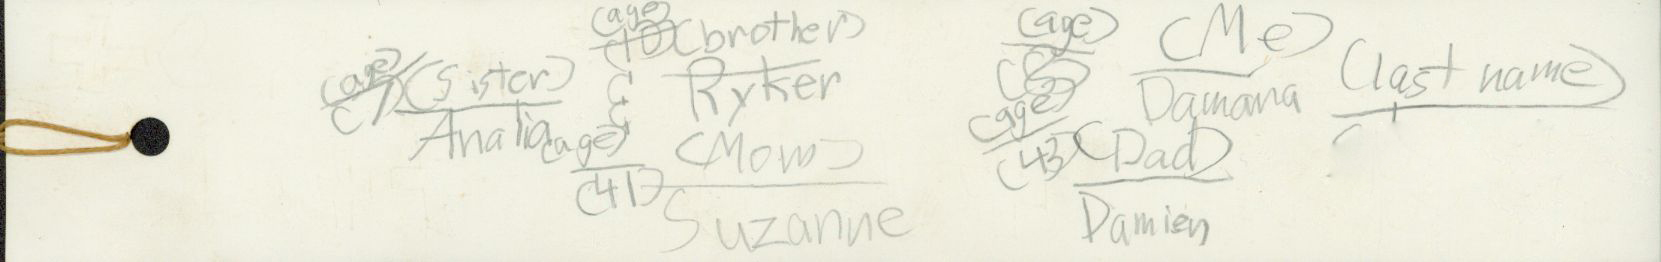 (age) (brother) (age) (Me) (last name)
(age) (Sister) (10) Ryker (8) Damana
(7) Analia (age) (Mom) (age) (Dad)
(41) Suzanne (43) Damien